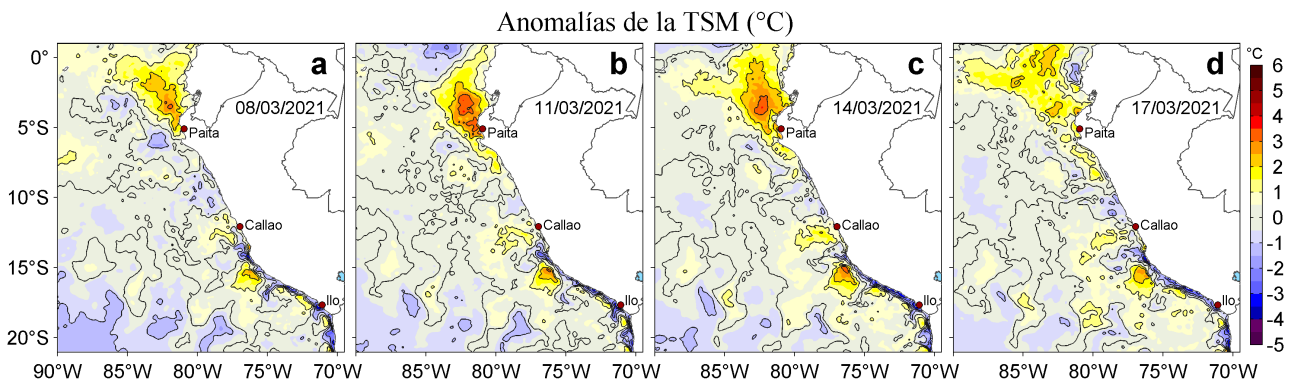 Anomalías de la TSM (°C)
a
08/03/2021
Paita
Callao
Ilo
b
11/03/2021
Paita
Callao
Ilo
c
14/03/2021
Paita
Callao
Ilo
d
17/03/2021
Paita
Callao
Ilo
0°
5°S
10°S
15°S
20°S
90°W 85°W 80°W 75°W 70°W
85°W 80°W 75°W 70°W
85°W 80°W 75°W 70°W
85°W 80°W 75°W 70°W
°C
6
5
4
3
2
1
0
-1
-2
-3
-4
-5